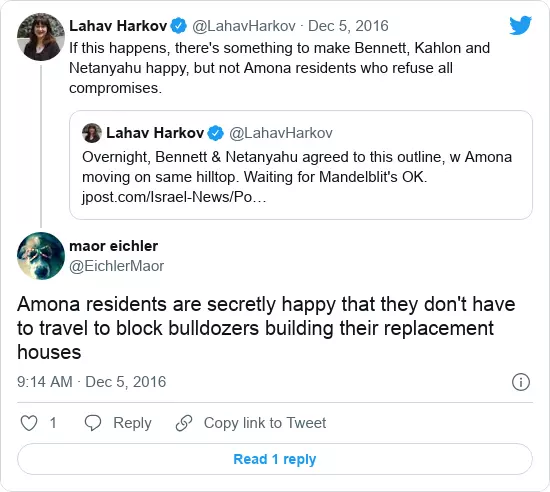 Lahav Harkov @LahavHarkov · Dec 5, 2016
If this happens, there's something to make Bennett, Kahlon and
Netanyahu happy, but not Amona residents who refuse all
compromises.
Lahav Harkov @LahavHarkov
Overnight, Bennett & Netanyahu agreed to this outline, w Amona
moving on same hilltop. Waiting for Mandelblit's OK.
jpost.com/Israel-News/Po…
maor eichler
@EichlerMaor
Amona residents are secretly happy that they don't have
to travel to block bulldozers building their replacement
houses
9:14 AM · Dec 5, 2016
1 Reply Copy link to Tweet
Read 1 reply